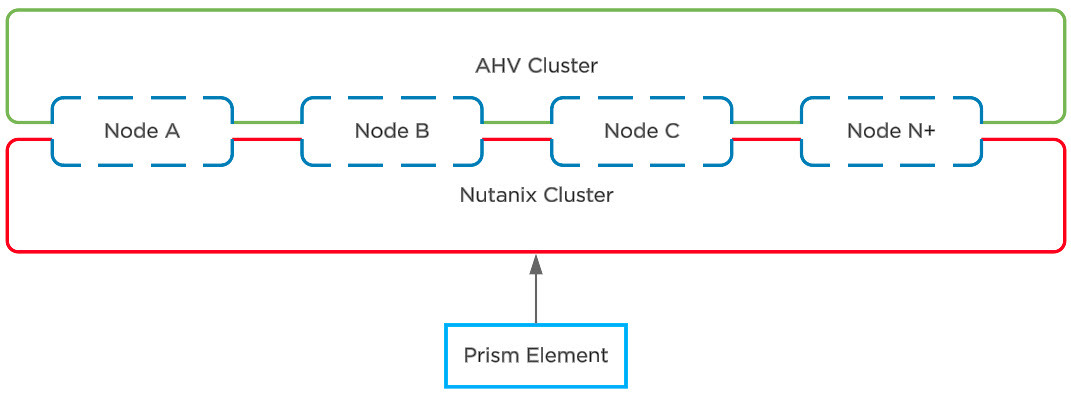 AHV Cluster
Node A
Node B
Node C
Node N+
Nutanix Cluster
Prism Element